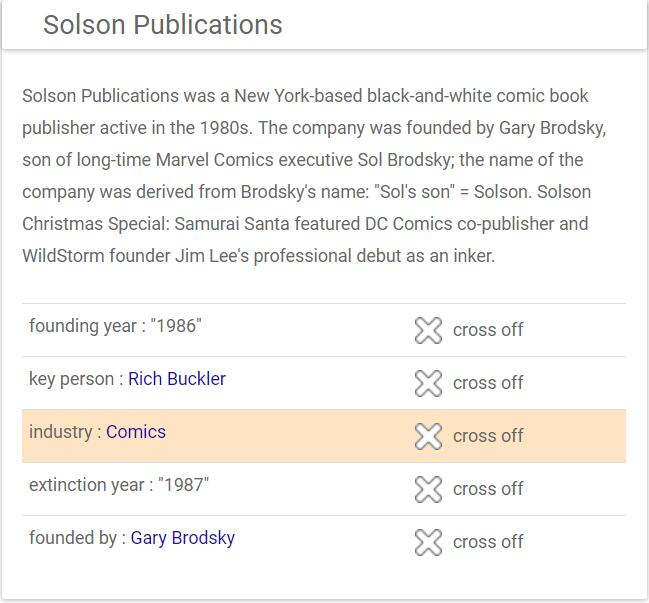 Solson Publications
Solson Publications was a New York-based black-and-white comic book
publisher active in the 1980s. The company was founded by Gary Brodsky,
son of long-time Marvel Comics executive Sol Brodsky; the name of the
company was derived from Brodsky's name: "Sol's son" = Solson. Solson
Christmas Special: Samurai Santa featured DC Comics co-publisher and
WildStorm founder Jim Lee's professional debut as an inker.
founding year : "1986" cross off
key person : Rich Buckler cross off
industry : Comics cross off
extinction year : "1987" cross off
founded by : Gary Brodsky cross off